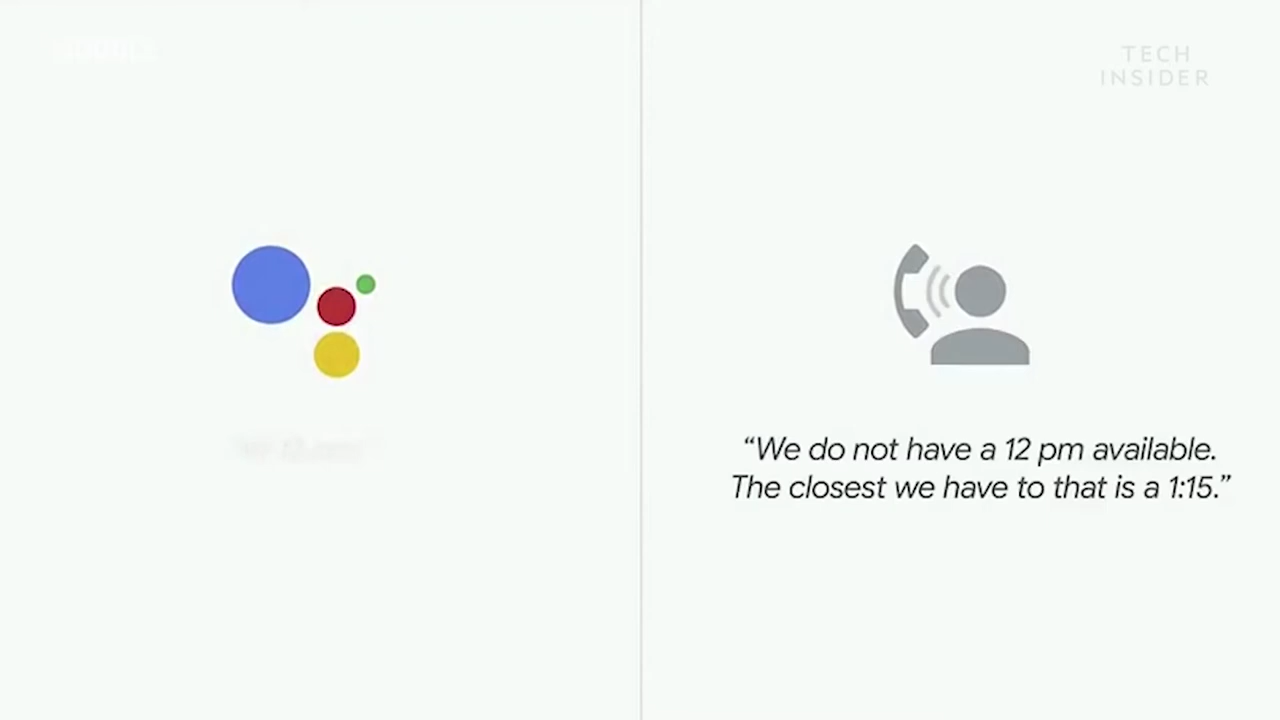 TECH
INSIDER
“We do not have a 12 pm available.
The closest we have to that is a 1:15.”